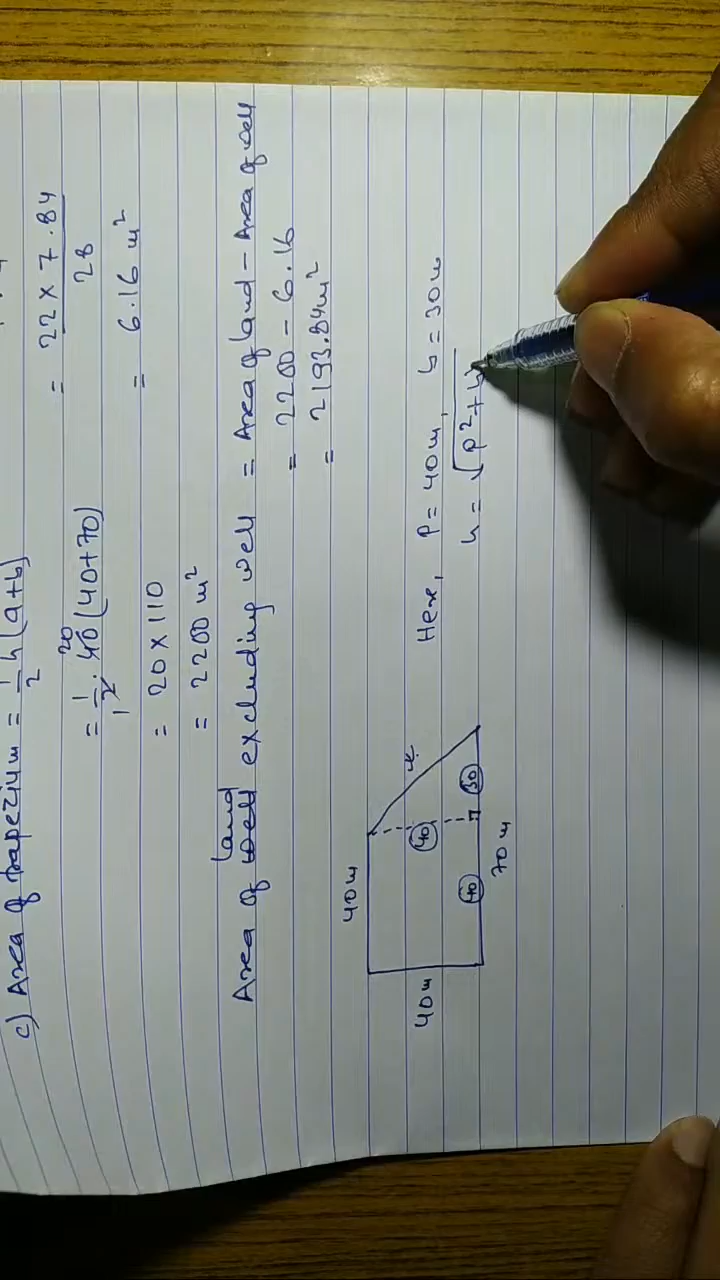 c) Area of trapezium = 1/2 h (a+b)
= 1/2 . 40 (40+70)
1 20
= 20 x 110
= 2200 m²
= 22 x 7.84 / 28
= 6.16 m²
Area of land excluding well = Area of land - Area of well
= 2200 - 6.16
= 2193.84 m²
40m
40m
40
40
30
70m
x
Here, P = 40m, b = 30m
h = √p² + b